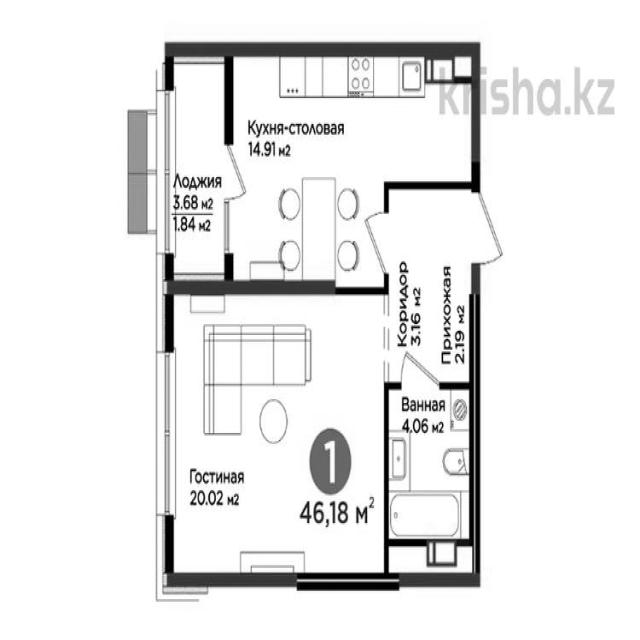 krisha.kz
Кухня-столовая
14.91 м2
Лоджия
3.68 м2
1.84 м2
Коридор
3.16 м2
Прихожая
2.19 м2
Ванная
4.06 м2
Гостиная
20.02 м2
1
46,18 м²